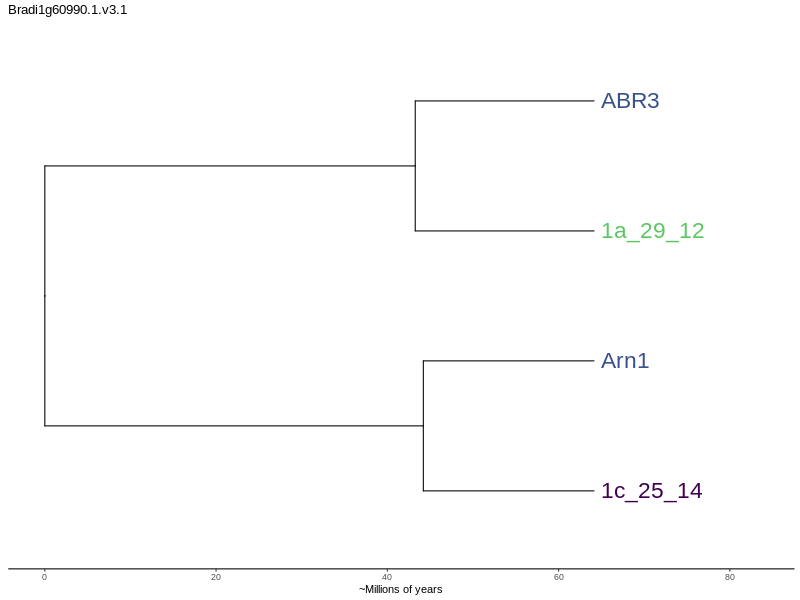 Bradi1g60990.1.v3.1
ABR3
1a_29_12
Arn1
1c_25_14
0 20 40 60 80
~Millions of years